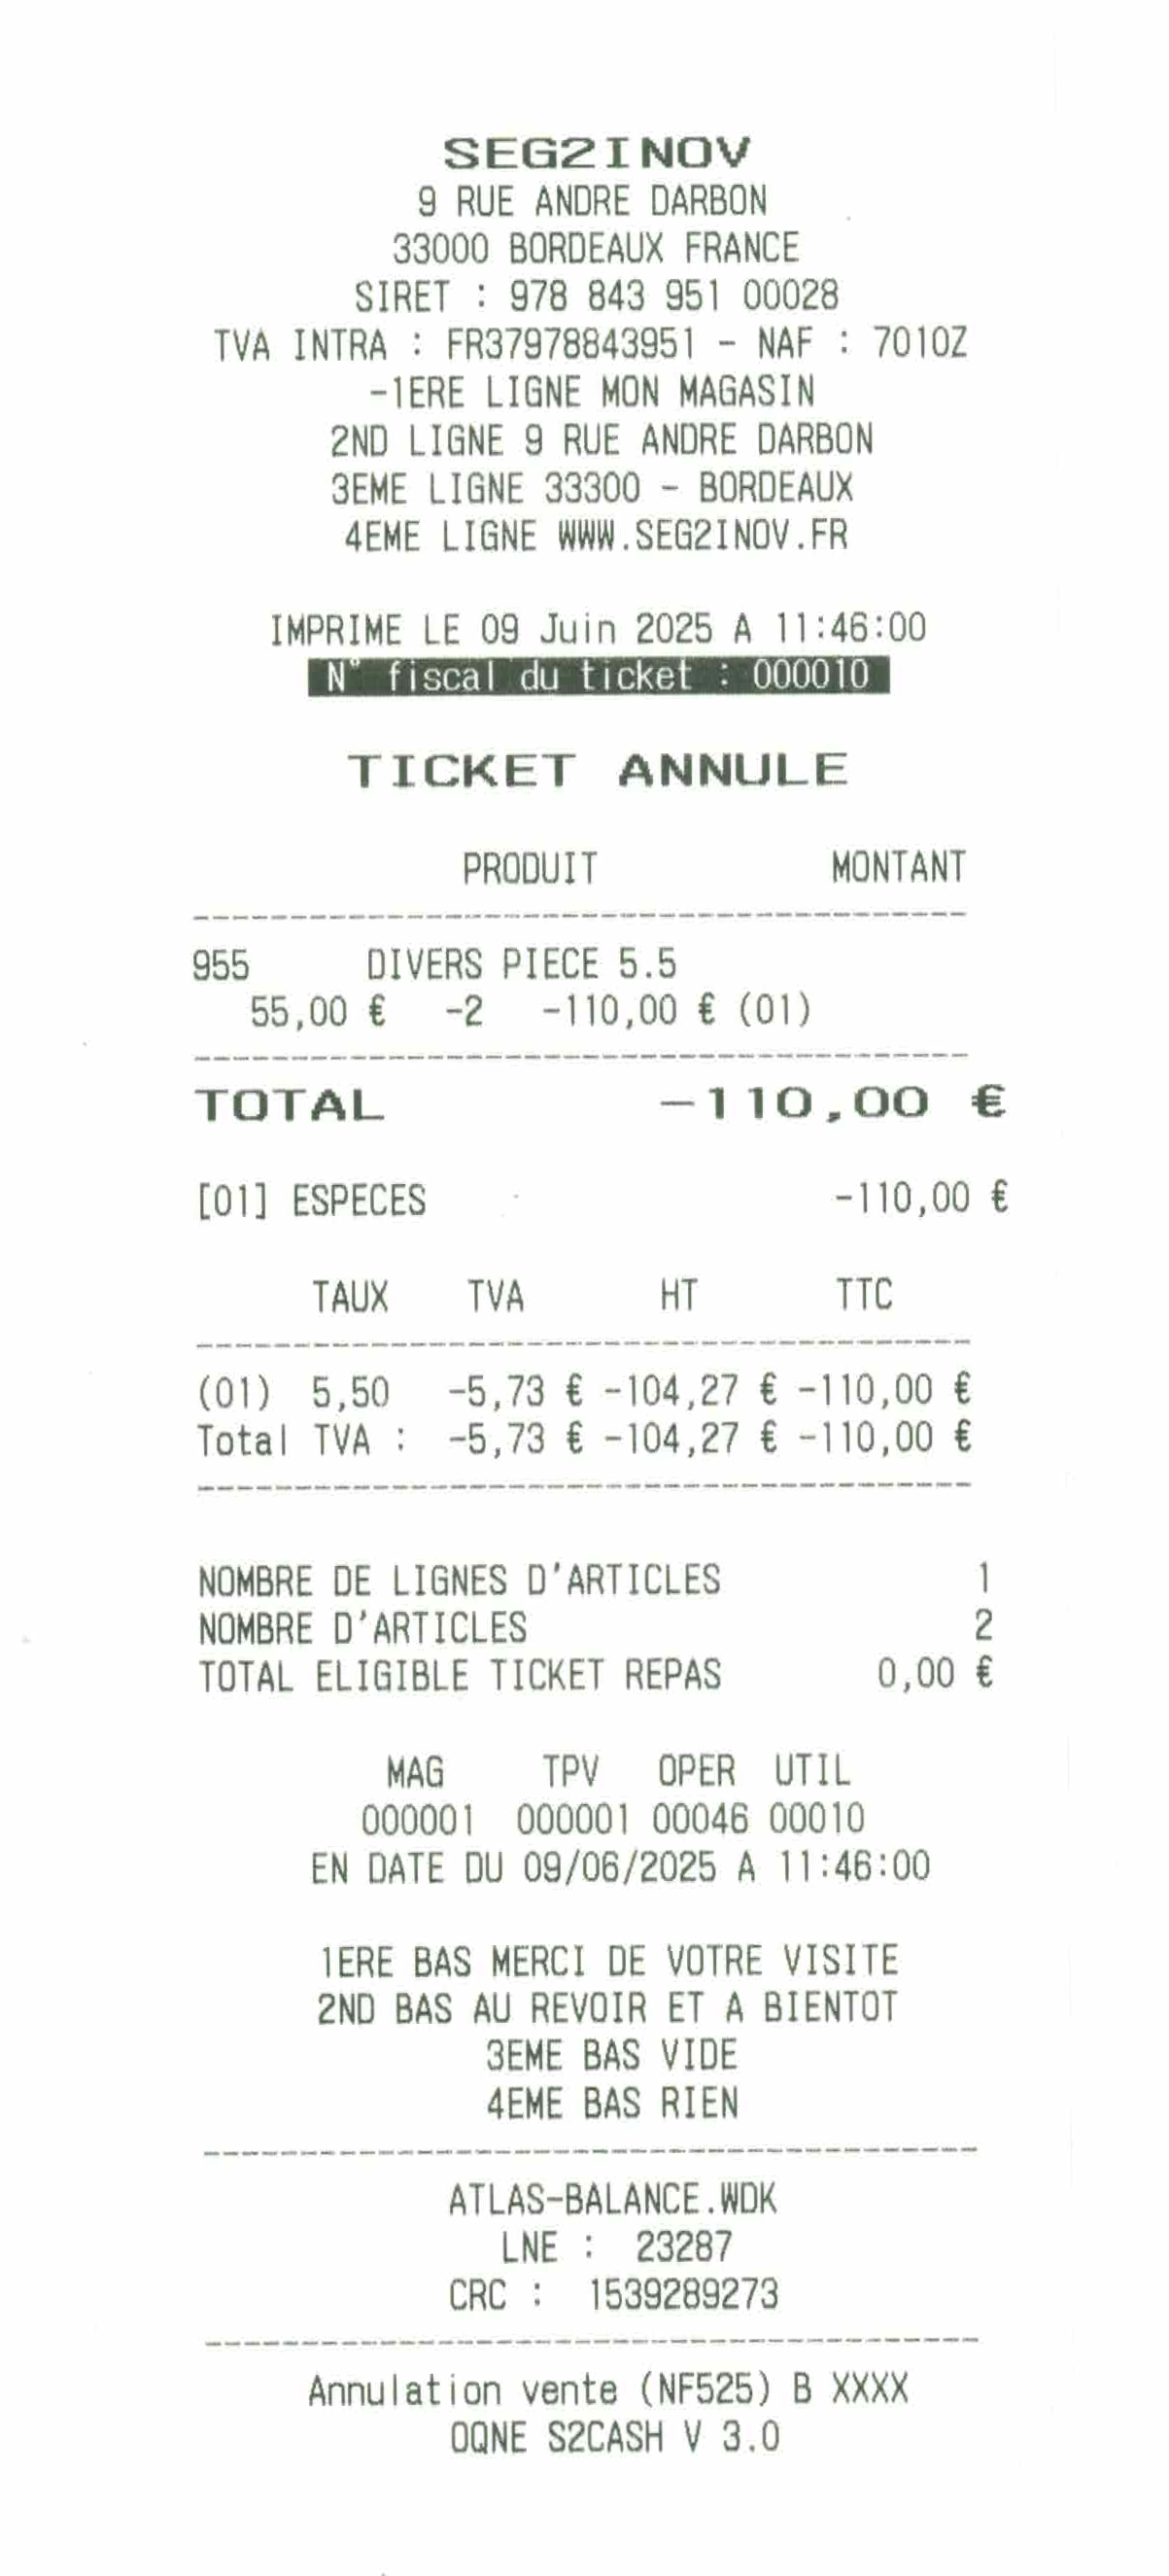 SEG2INOV
9 RUE ANDRE DARBON
33000 BORDEAUX FRANCE
SIRET : 978 843 951 00028
TVA INTRA : FR37978843951 - NAF : 7010Z
-1ERE LIGNE MON MAGASIN
2ND LIGNE 9 RUE ANDRE DARBON
3EME LIGNE 33300 - BORDEAUX
4EME LIGNE WWW.SEG2INOV.FR
IMPRIME LE 09 Juin 2025 A 11:46:00
N° fiscal du ticket : 000010
TICKET ANNULE
PRODUIT MONTANT
----------------------------------------
955 DIVERS PIECE 5.5
55,00 € -2 -110,00 € (01)
----------------------------------------
TOTAL -110,00 €
[01] ESPECES -110,00 €
TAUX TVA HT TTC
----------------------------------------
(01) 5,50 -5,73 € -104,27 € -110,00 €
Total TVA : -5,73 € -104,27 € -110,00 €
----------------------------------------
NOMBRE DE LIGNES D'ARTICLES 1
NOMBRE D'ARTICLES 2
TOTAL ELIGIBLE TICKET REPAS 0,00 €
MAG TPV OPER UTIL
000001 000001 00046 00010
EN DATE DU 09/06/2025 A 11:46:00
1ERE BAS MERCI DE VOTRE VISITE
2ND BAS AU REVOIR ET A BIENTOT
3EME BAS VIDE
4EME BAS RIEN
----------------------------------------
ATLAS-BALANCE.WDK
LNE : 23287
CRC : 1539289273
----------------------------------------
Annulation vente (NF525) B XXXX
OQNE S2CASH V 3.0